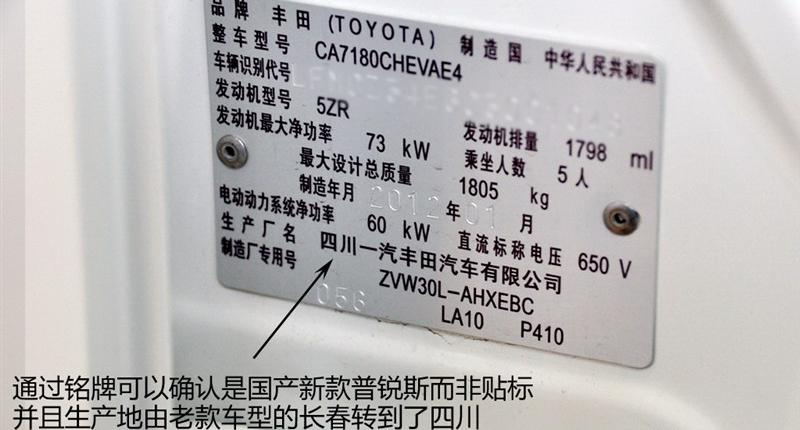 品牌 丰田 (TOYOTA) 制造国 中华人民共和国
整车型号 CA7180CHEVAE4
车辆识别代号
发动机型号 5ZR
发动机最大净功率 73 kW 发动机排量 1798 ml
最大设计总质量 1805 kg 乘坐人数 5 人
制造年月 2012 年 01 月
电动动力系统净功率 60 kW 直流标称电压 650 V
生产厂名 四川一汽丰田汽车有限公司
制造厂专用号 ZVW30L-AHXEBC
056 LA10 P410
通过铭牌可以确认是国产新款普锐斯而非贴标
并且生产地由老款车型的长春转到了四川